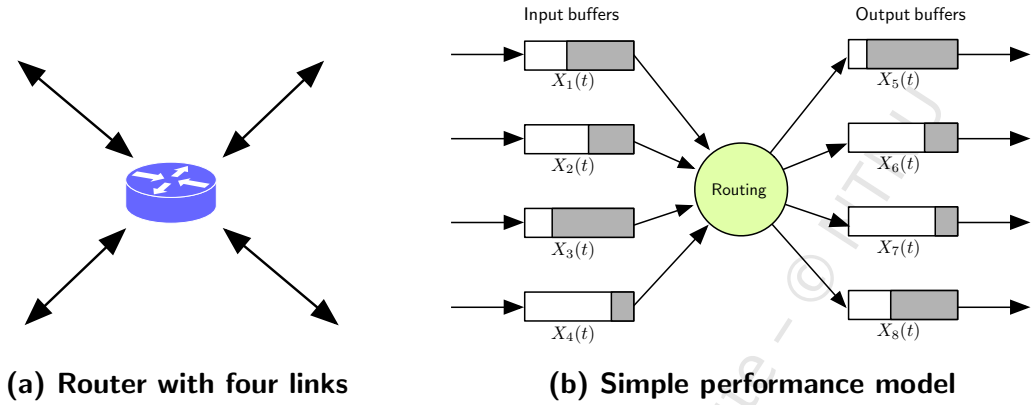 Input buffers
Output buffers
X₁(t)
X₅(t)
X₂(t)
X₆(t)
Routing
X₃(t)
X₇(t)
X₄(t)
X₈(t)
– © NTNU
(a) Router with four links
(b) Simple performance model